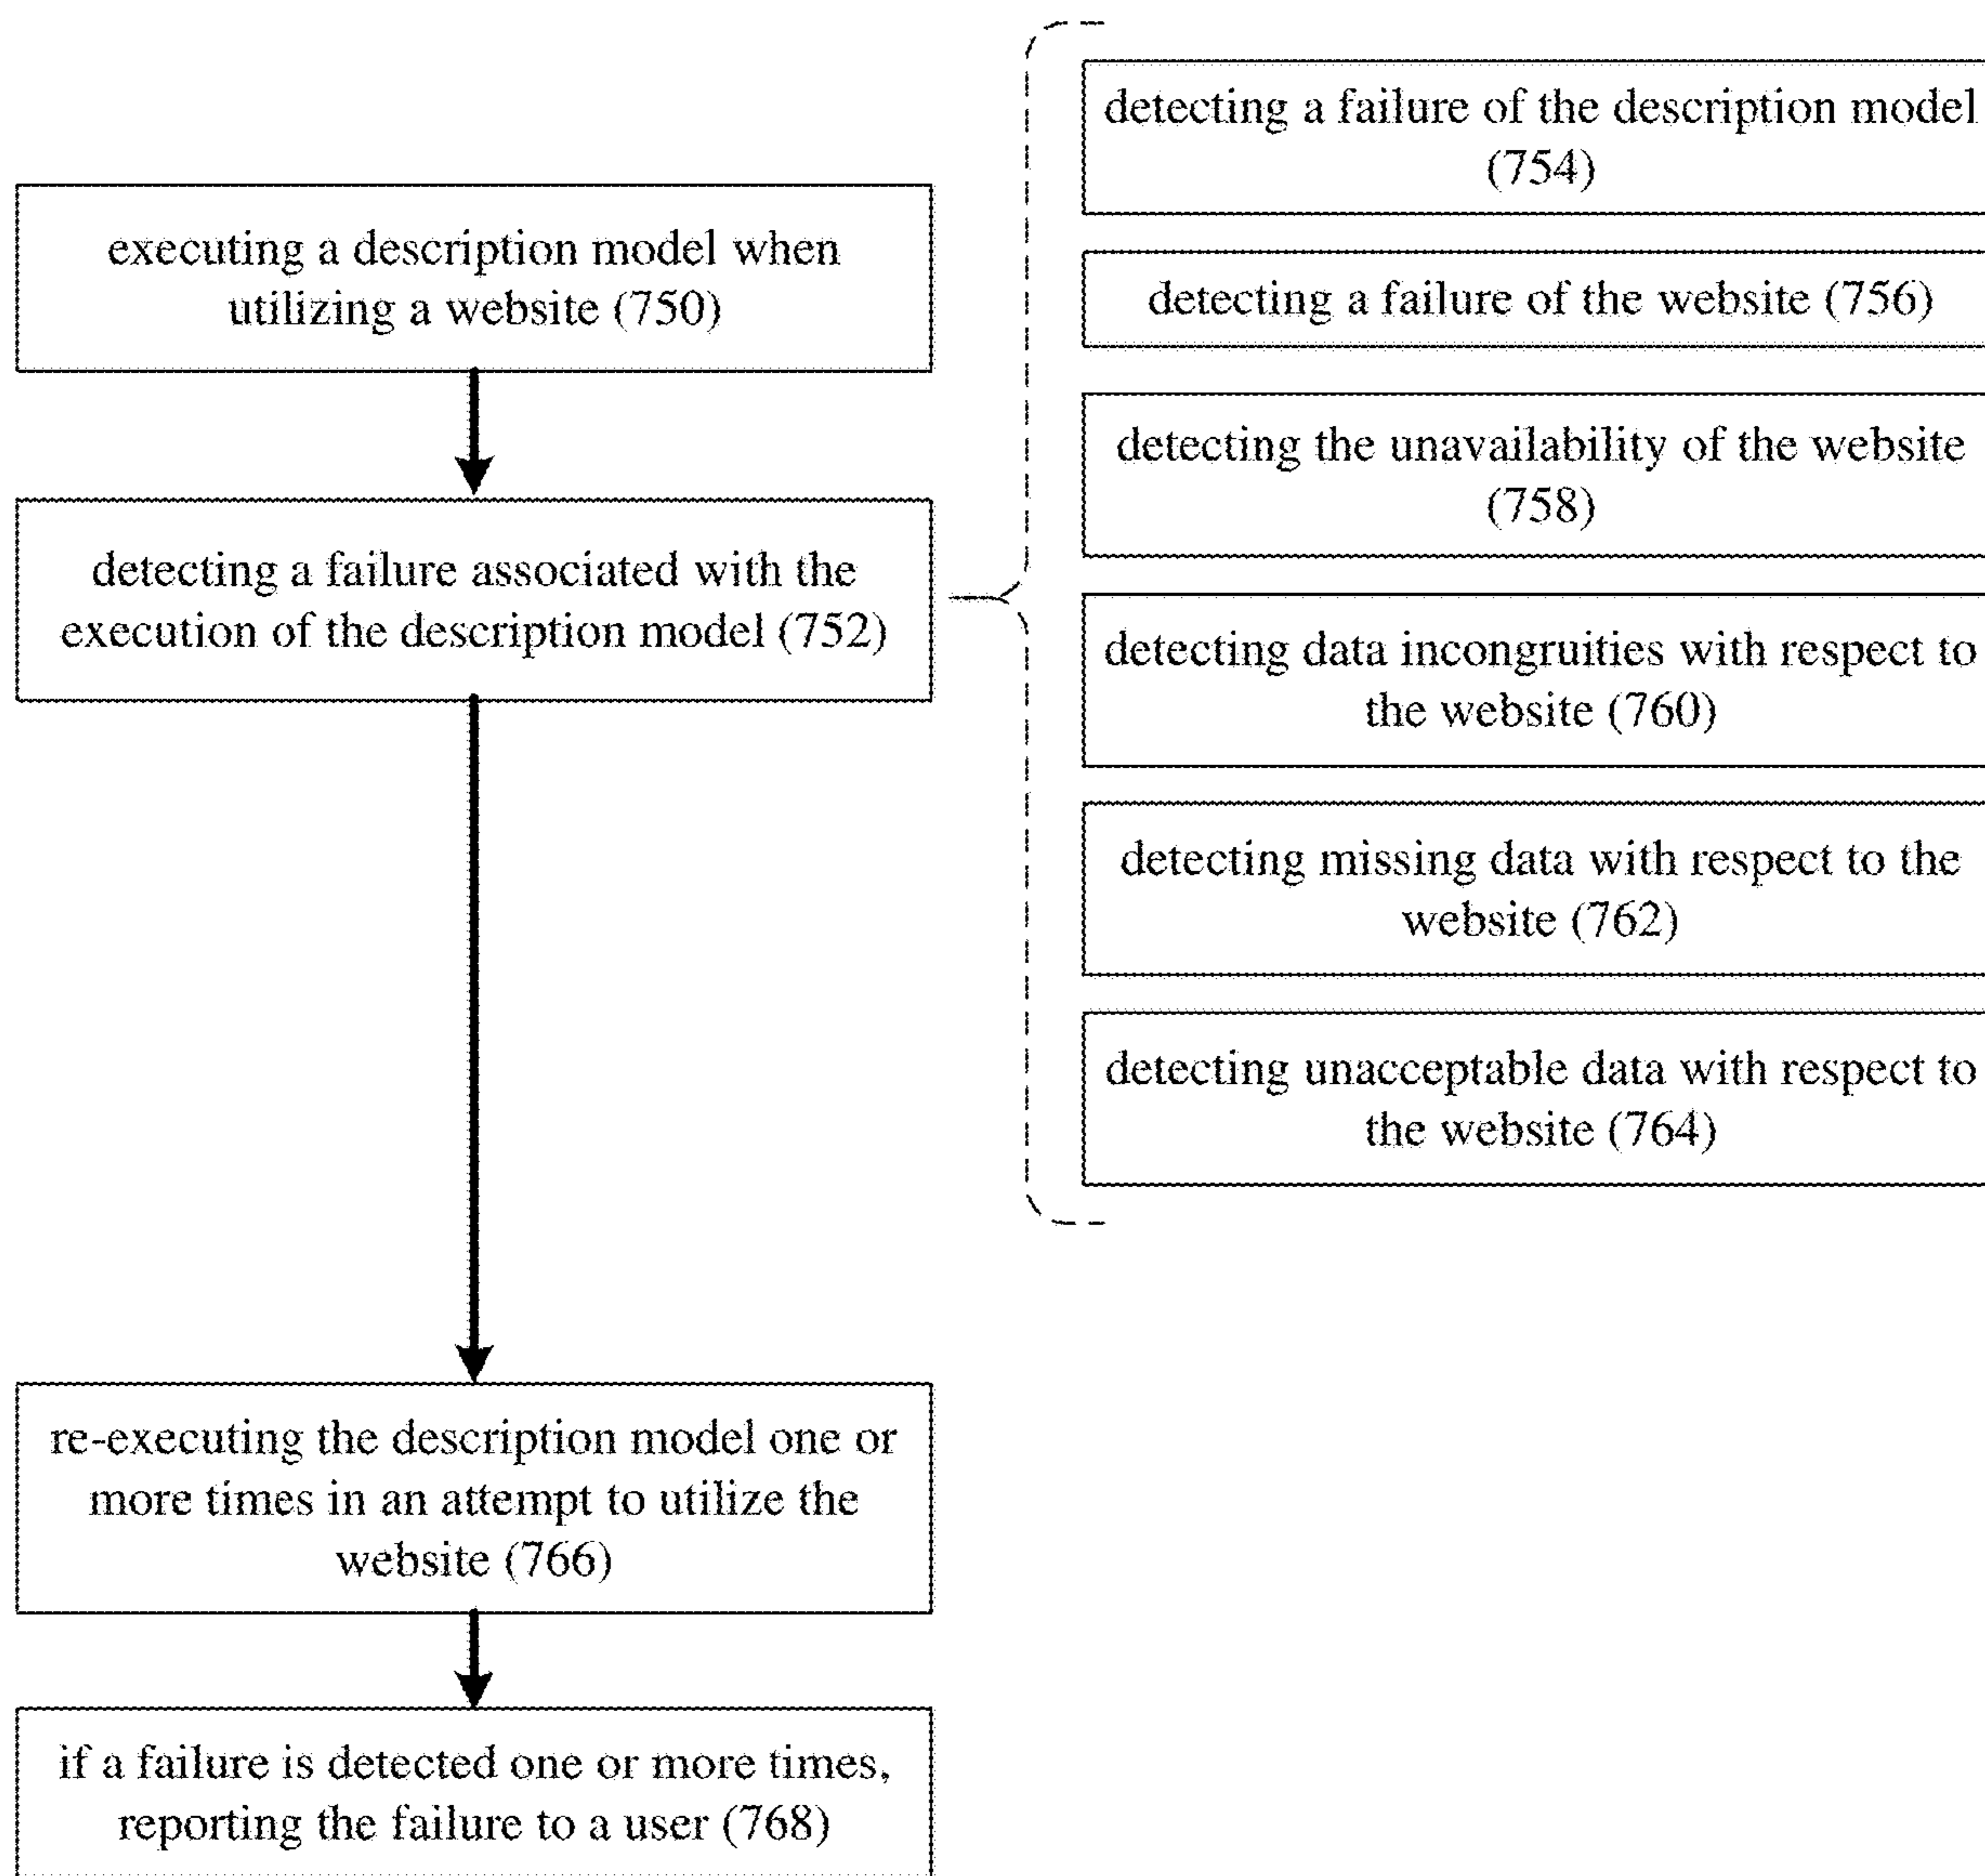 executing a description model when
utilizing a website (750)
detecting a failure associated with the
execution of the description model (752)
detecting a failure of the description model
(754)
detecting a failure of the website (756)
detecting the unavailability of the website
(758)
detecting data incongruities with respect to
the website (760)
detecting missing data with respect to the
website (762)
detecting unacceptable data with respect to
the website (764)
re-executing the description model one or
more times in an attempt to utilize the
website (766)
if a failure is detected one or more times,
reporting the failure to a user (768)